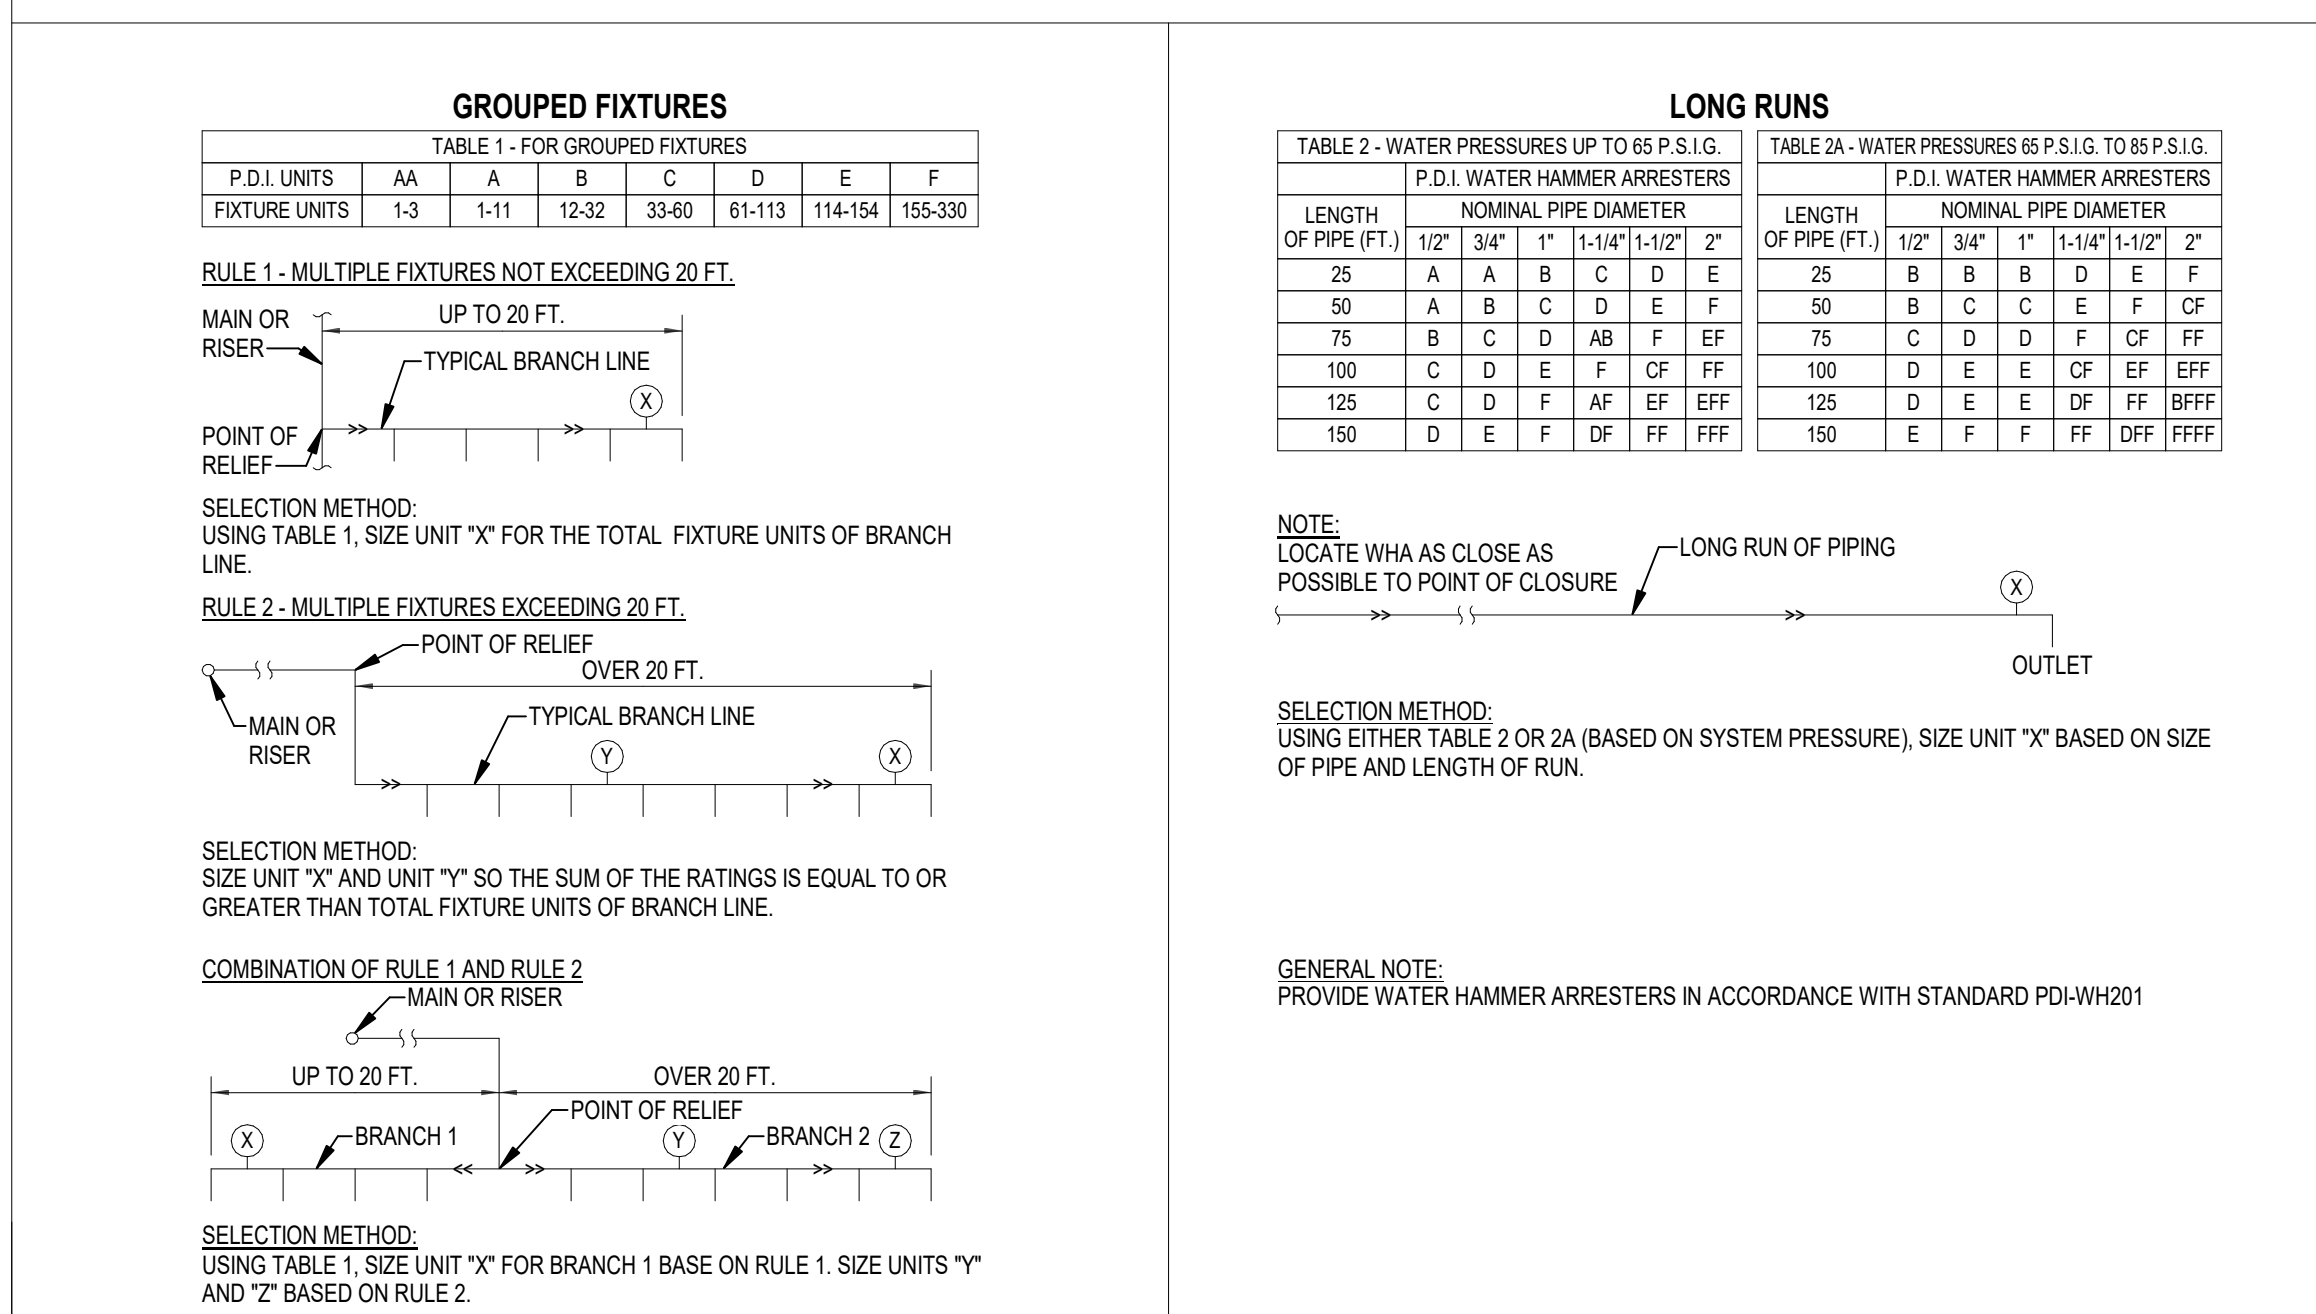 GROUPED FIXTURES
TABLE 1 - FOR GROUPED FIXTURES
P.D.I. UNITS AA A B C D E F
FIXTURE UNITS 1-3 1-11 12-32 33-60 61-113 114-154 155-330
RULE 1 - MULTIPLE FIXTURES NOT EXCEEDING 20 FT.
MAIN OR
RISER
UP TO 20 FT.
TYPICAL BRANCH LINE
X
POINT OF
RELIEF
SELECTION METHOD:
USING TABLE 1, SIZE UNIT "X" FOR THE TOTAL FIXTURE UNITS OF BRANCH
LINE.
RULE 2 - MULTIPLE FIXTURES EXCEEDING 20 FT.
POINT OF RELIEF
OVER 20 FT.
MAIN OR
RISER
TYPICAL BRANCH LINE
Y
X
SELECTION METHOD:
SIZE UNIT "X" AND UNIT "Y" SO THE SUM OF THE RATINGS IS EQUAL TO OR
GREATER THAN TOTAL FIXTURE UNITS OF BRANCH LINE.
COMBINATION OF RULE 1 AND RULE 2
MAIN OR RISER
UP TO 20 FT.
OVER 20 FT.
POINT OF RELIEF
X
BRANCH 1
Y
BRANCH 2
Z
SELECTION METHOD:
USING TABLE 1, SIZE UNIT "X" FOR BRANCH 1 BASE ON RULE 1. SIZE UNITS "Y"
AND "Z" BASED ON RULE 2.
LONG RUNS
TABLE 2 - WATER PRESSURES UP TO 65 P.S.I.G.
P.D.I. WATER HAMMER ARRESTERS
LENGTH
OF PIPE (FT.)
NOMINAL PIPE DIAMETER
1/2" 3/4" 1" 1-1/4" 1-1/2" 2"
25 A A B C D E
50 A B C D E F
75 B C D AB F EF
100 C D E F CF FF
125 C D F AF EF EFF
150 D E F DF FF FFF
TABLE 2A - WATER PRESSURES 65 P.S.I.G. TO 85 P.S.I.G.
P.D.I. WATER HAMMER ARRESTERS
LENGTH
OF PIPE (FT.)
NOMINAL PIPE DIAMETER
1/2" 3/4" 1" 1-1/4" 1-1/2" 2"
25 B B B D E F
50 B C C E F CF
75 C D D F CF FF
100 D E E CF EF EFF
125 D E E DF FF BFFF
150 E F F FF DFF FFFF
NOTE:
LOCATE WHA AS CLOSE AS
POSSIBLE TO POINT OF CLOSURE
LONG RUN OF PIPING
X
OUTLET
SELECTION METHOD:
USING EITHER TABLE 2 OR 2A (BASED ON SYSTEM PRESSURE), SIZE UNIT "X" BASED ON SIZE
OF PIPE AND LENGTH OF RUN.
GENERAL NOTE:
PROVIDE WATER HAMMER ARRESTERS IN ACCORDANCE WITH STANDARD PDI-WH201